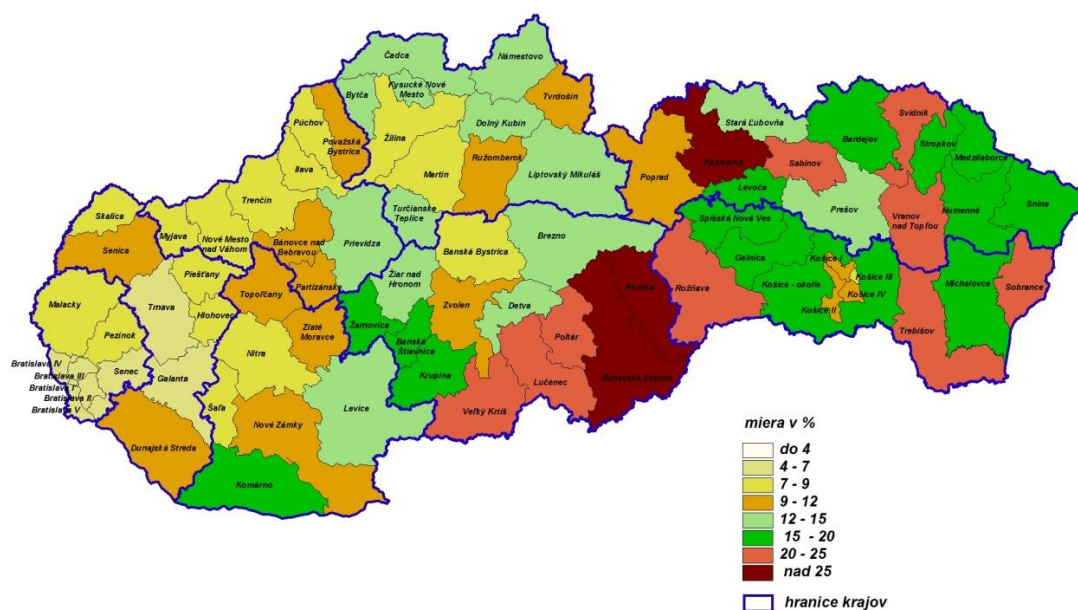 Čadca
Námestovo
Kysucké Nové
Mesto
Bytča
Tvrdošín
Dolný Kubín
Púchov
Považská
Bystrica
Žilina
Ilava
Martin
Ružomberok
Liptovský Mikuláš
Poprad
Kežmarok
Stará Ľubovňa
Bardejov
Svidník
Stropkov
Medzilaborce
Sabinov
Levoča
Prešov
Vranov
nad Topľou
Humenné
Snina
Trenčín
Turčianske
Teplice
Prievidza
Skalica
Senica
Myjava
Nové Mesto
nad Váhom
Bánovce nad
Bebravou
Partizánske
Banská Bystrica
Brezno
Spišská Nová Ves
Gelnica
Košice I
Košice III
Košice - okolie
Košice IV
Košice II
Michalovce
Sobrance
Trebišov
Rožňava
Revúca
Rimavská Sobota
Piešťany
Topoľčany
Žiar nad
Hronom
Malacky
Trnava
Hlohovec
Zlaté
Moravce
Žarnovica
Banská
Štiavnica
Zvolen
Detva
Poltár
Pezinok
Nitra
Krupina
Lučenec
Veľký Krtíš
Bratislava IV
Bratislava III
Bratislava I
Bratislava II
Bratislava V
Senec
Galanta
Šaľa
Levice
Dunajská Streda
Nové Zámky
Komárno
miera v %
do 4
4 - 7
7 - 9
9 - 12
12 - 15
15 - 20
20 - 25
nad 25
hranice krajov